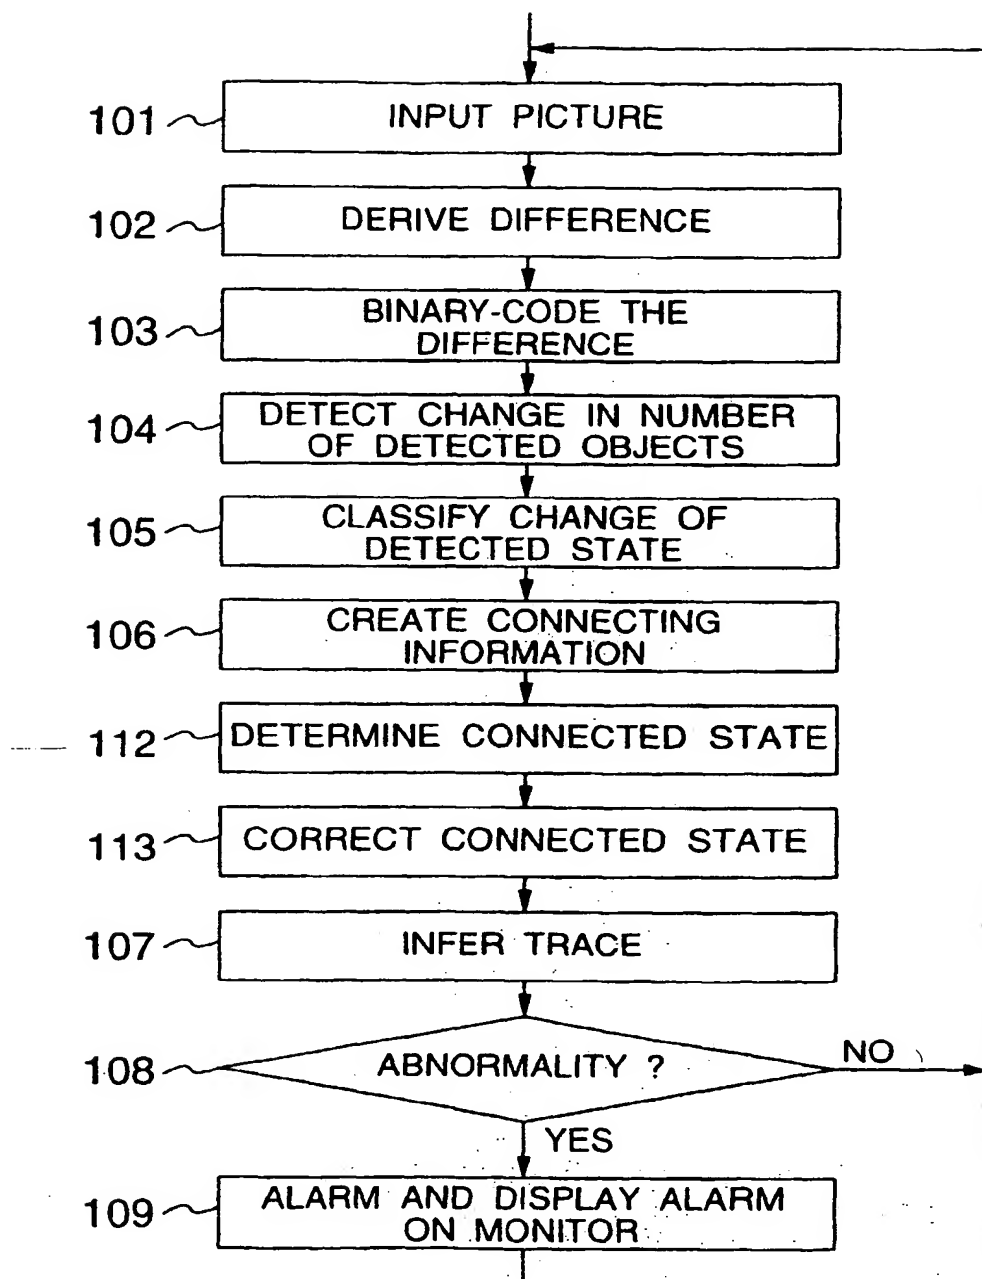 101 INPUT PICTURE
102 DERIVE DIFFERENCE
103 BINARY-CODE THE
DIFFERENCE
104 DETECT CHANGE IN NUMBER
OF DETECTED OBJECTS
105 CLASSIFY CHANGE OF
DETECTED STATE
106 CREATE CONNECTING
INFORMATION
112 DETERMINE CONNECTED STATE
113 CORRECT CONNECTED STATE
107 INFER TRACE
108 ABNORMALITY ? NO
YES
109 ALARM AND DISPLAY ALARM
ON MONITOR